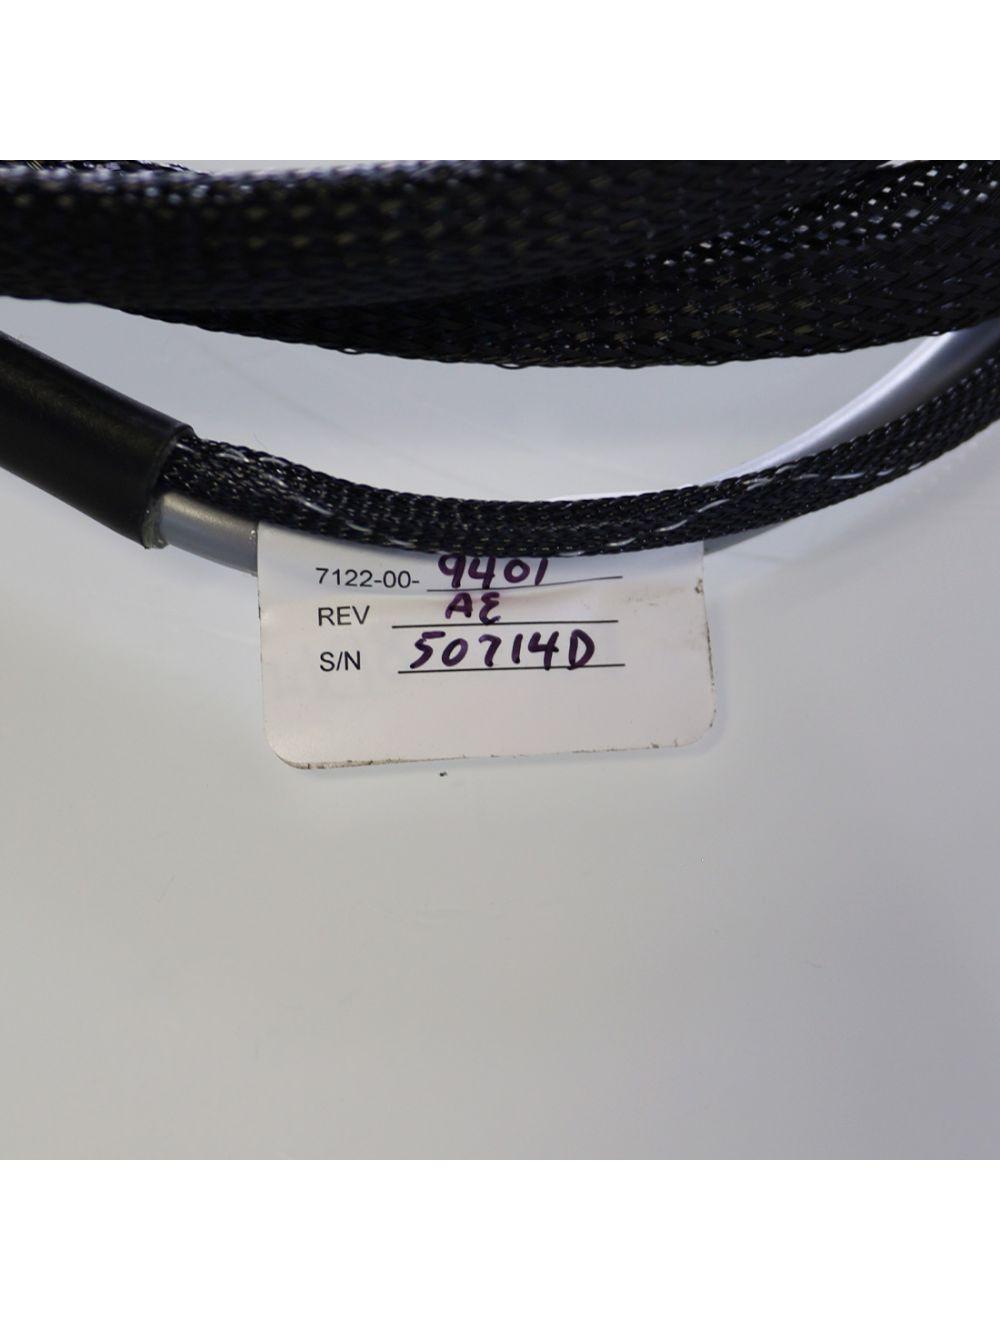 7122-00-9401
REV AE
S/N 50714D